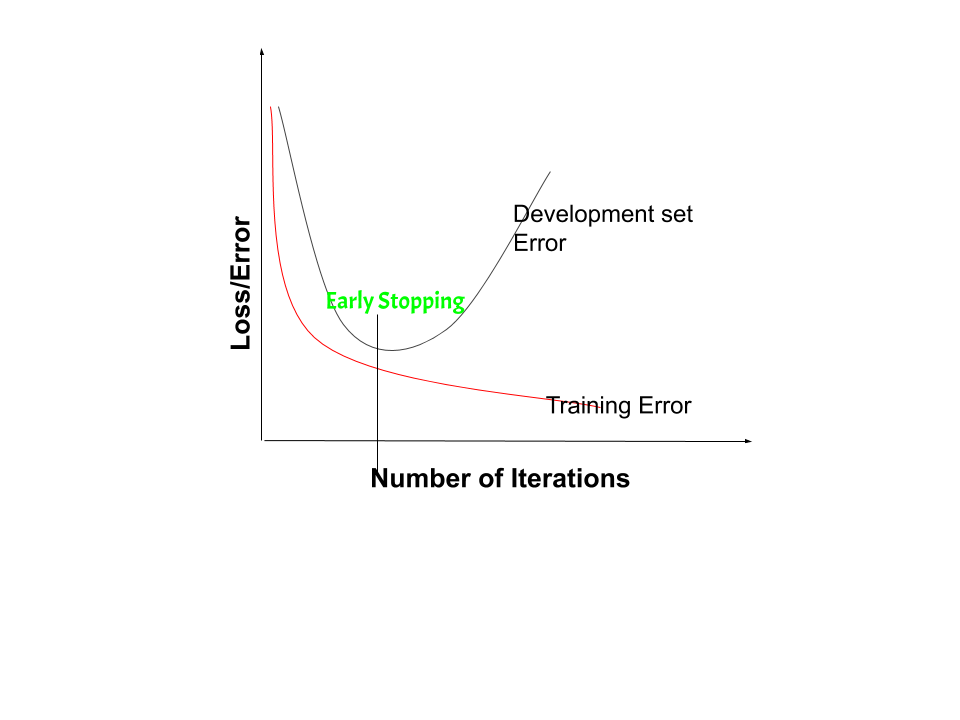 Loss/Error
Development set
Error
Early Stopping
Training Error
Number of Iterations